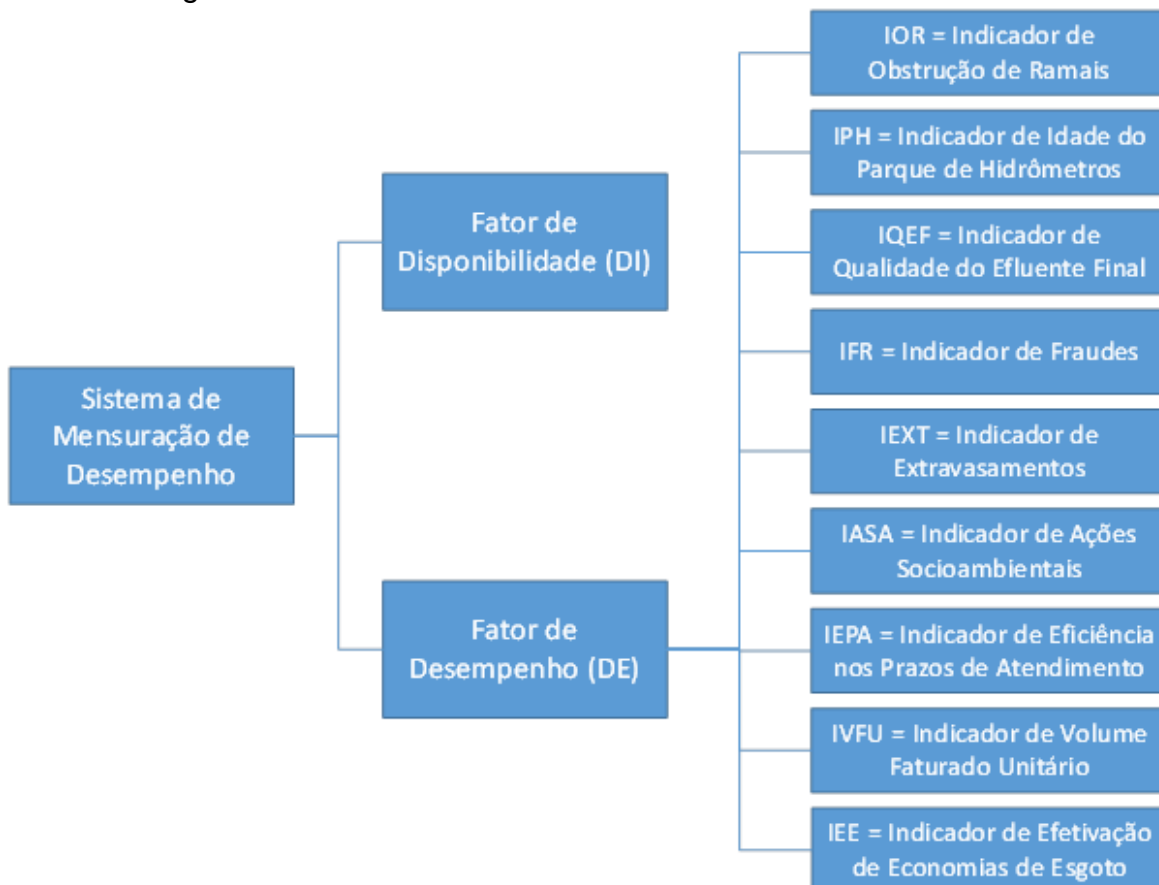 Sistema de
Mensuração de
Desempenho
Fator de
Disponibilidade (DI)
Fator de
Desempenho (DE)
IOR = Indicador de
Obstrução de Ramais
IPH = Indicador de Idade do
Parque de Hidrômetros
IQEF = Indicador de
Qualidade do Efluente Final
IFR = Indicador de Fraudes
IEXT = Indicador de
Extravasamentos
IASA = Indicador de Ações
Socioambientais
IEPA = Indicador de Eficiência
nos Prazos de Atendimento
IVFU = Indicador de Volume
Faturado Unitário
IEE = Indicador de Efetivação
de Economias de Esgoto